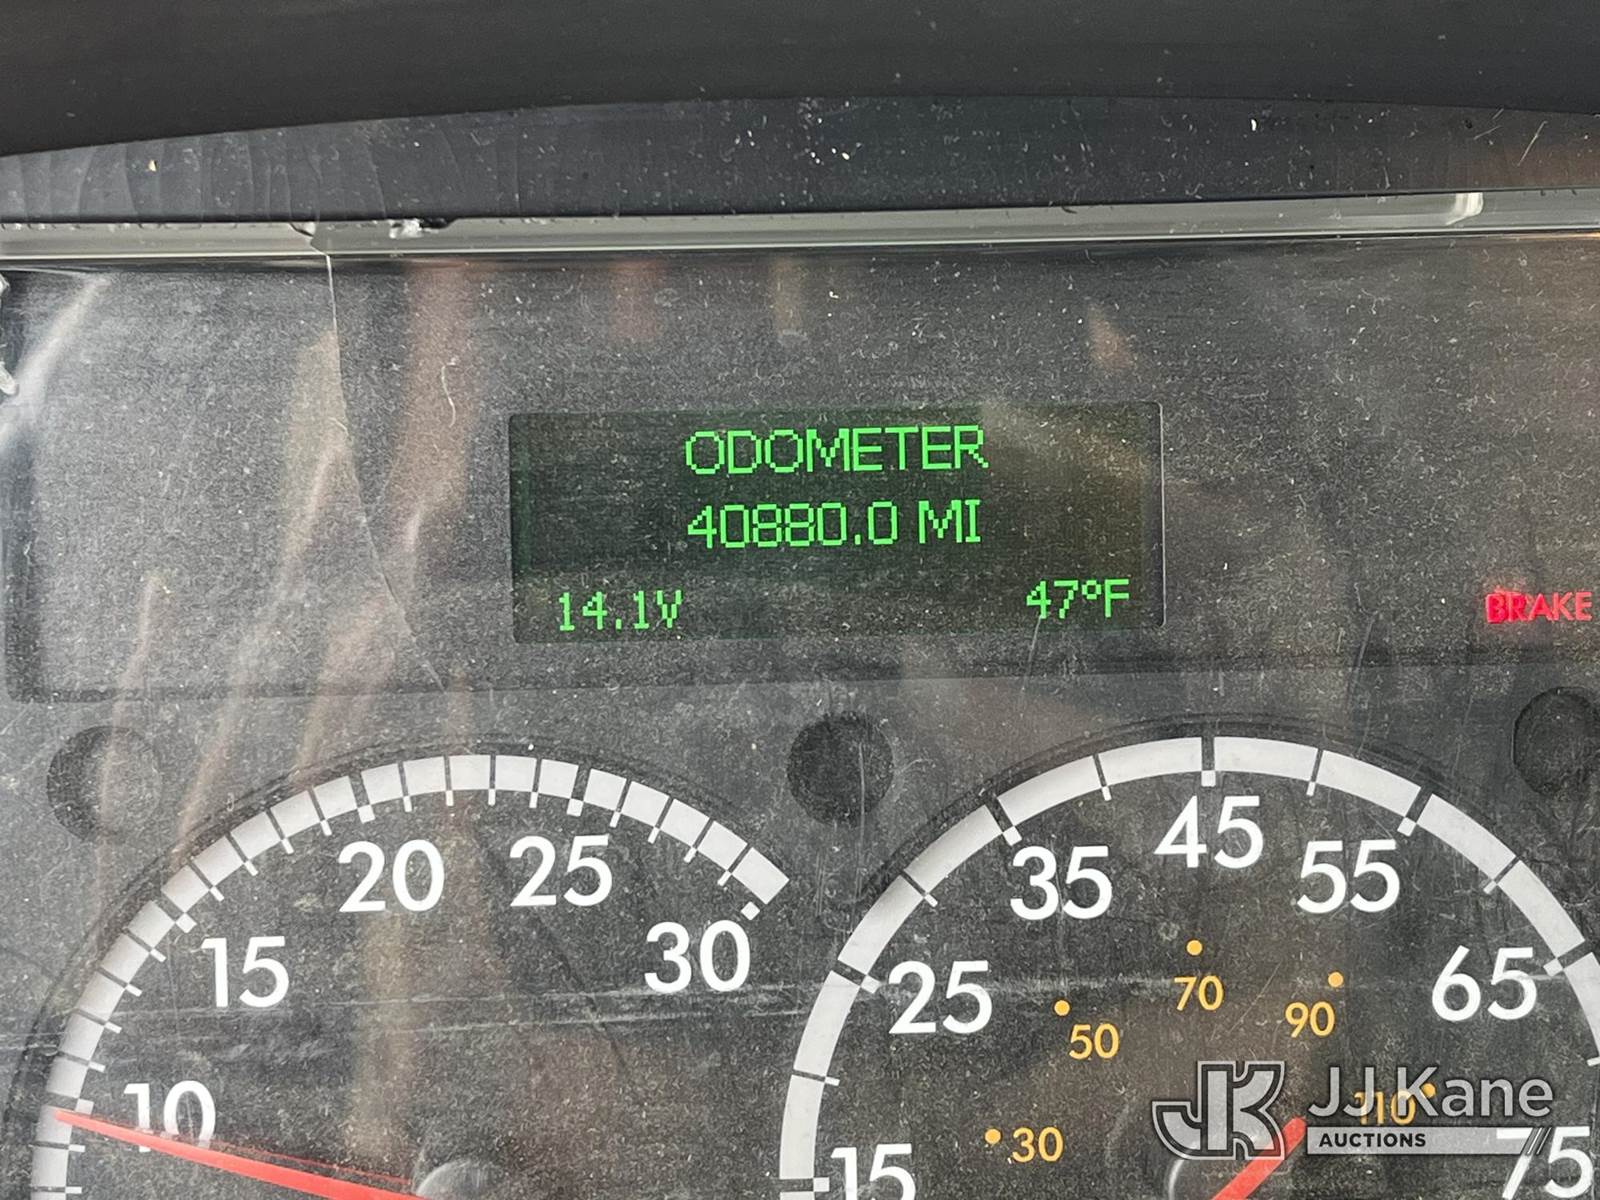 ODOMETER
40880.0 MI
14.1V 47°F
BRAKE
10 15 20 25 30
15 25 35 45 55 65 75
30 50 70 90 110
JK JJ Kane
AUCTIONS